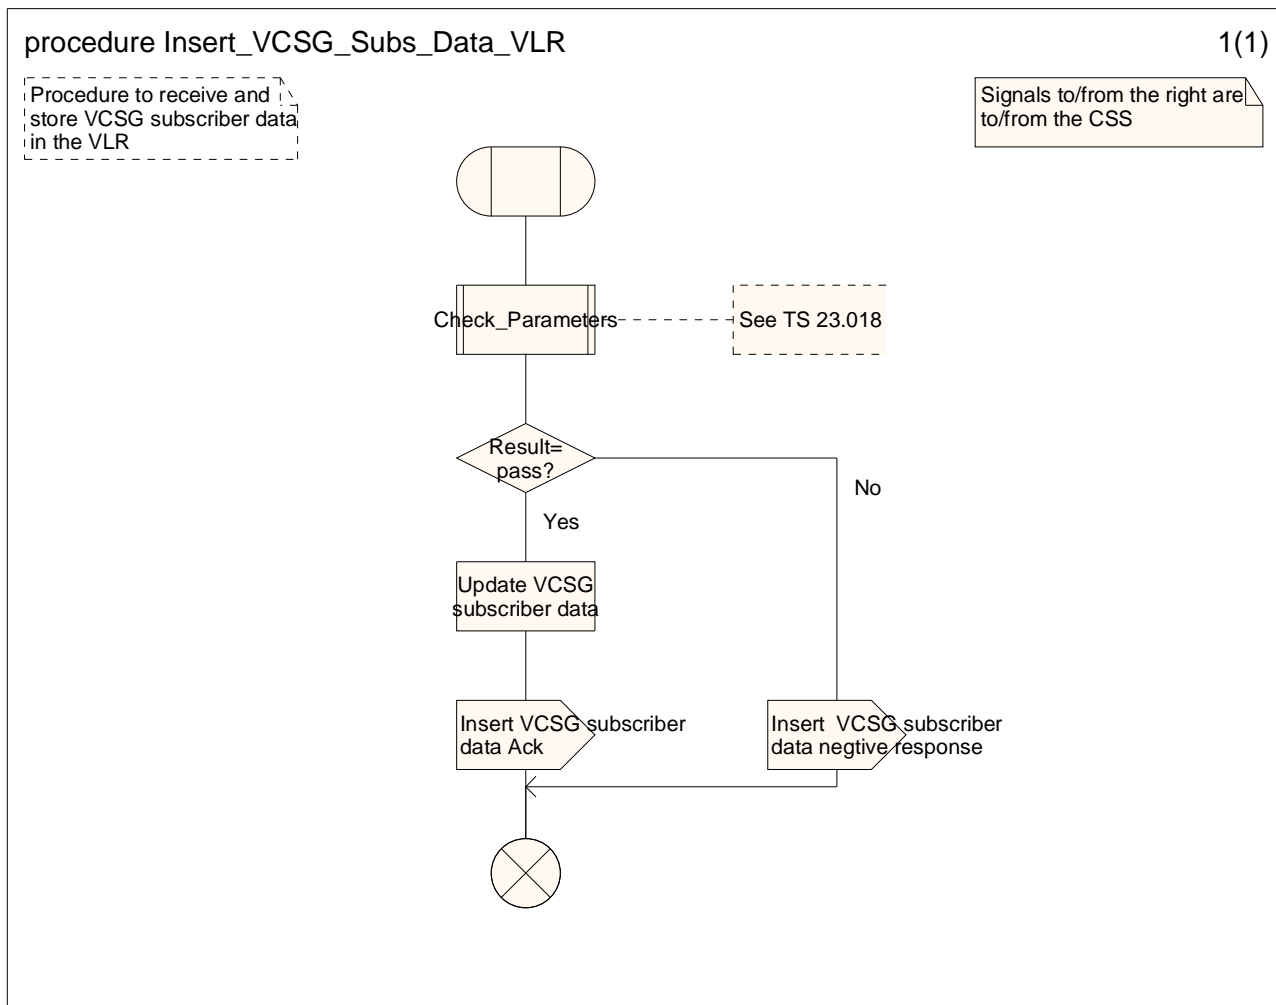 procedure Insert_VCSG_Subs_Data_VLR
1(1)
Procedure to receive and
store VCSG subscriber data
in the VLR
Signals to/from the right are
to/from the CSS
Check_Parameters
See TS 23.018
Result=
pass?
No
Yes
Update VCSG
subscriber data
Insert VCSG subscriber
data Ack
Insert  VCSG subscriber
data negtive response